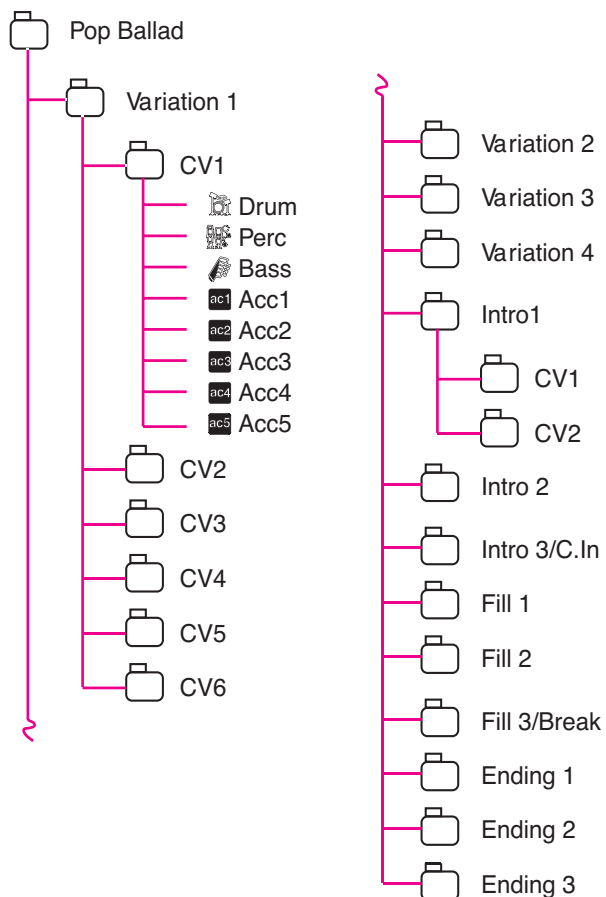 Pop Ballad
Variation 1
CV1
Drum
Perc
Bass
ac1 Acc1
ac2 Acc2
ac3 Acc3
ac4 Acc4
ac5 Acc5
CV2
CV3
CV4
CV5
CV6
Variation 2
Variation 3
Variation 4
Intro1
CV1
CV2
Intro 2
Intro 3/C.In
Fill 1
Fill 2
Fill 3/Break
Ending 1
Ending 2
Ending 3